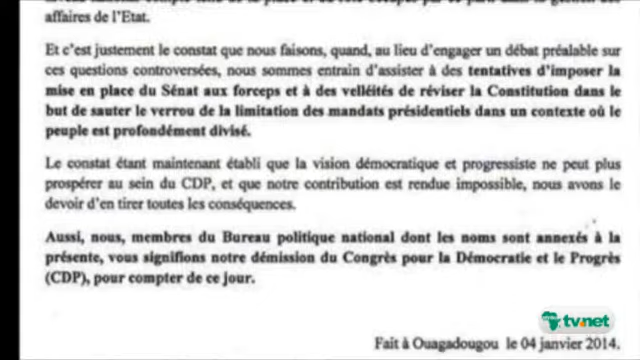 affaires de l'Etat.
Et c'est justement le constat que nous faisons, quand, au lieu d'engager un débat préalable sur
ces questions controversées, nous sommes entrain d'assister à des tentatives d'imposer la
mise en place du Sénat aux forceps et à des velléités de réviser la Constitution dans le
but de sauter le verrou de la limitation des mandats présidentiels dans un contexte où le
peuple est profondément divisé.
Le constat étant maintenant établi que la vision démocratique et progressiste ne peut plus
prospérer au sein du CDP, et que notre contribution est rendue impossible, nous avons le
devoir d'en tirer toutes les conséquences.
Aussi, nous, membres du Bureau politique national dont les noms sont annexés à la
présente, vous signifions notre démission du Congrès pour la Démocratie et le Progrès
(CDP), pour compter de ce jour.
tv.net
Fait à Ouagadougou le 04 janvier 2014.